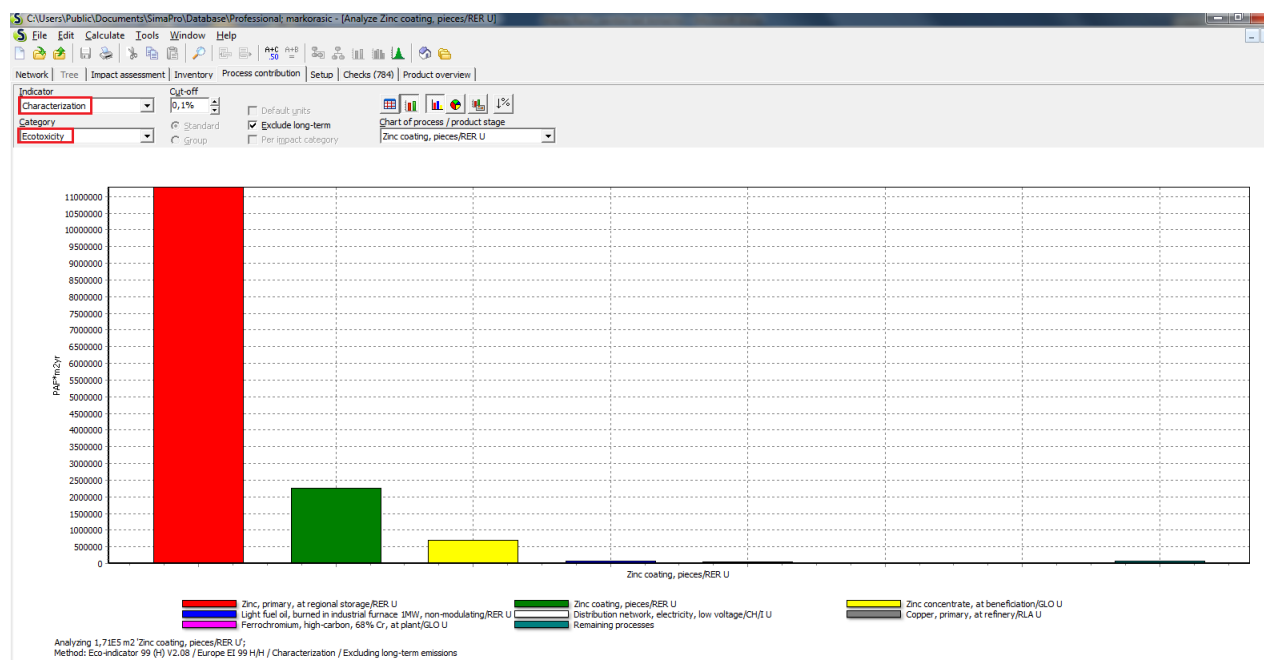 C:\Users\Public\Documents\SimaPro\Database\Professional; markorasic - [Analyze Zinc coating, pieces/RER U]
File Edit Calculate Tools Window Help
A+C .50 A+B =
Network Tree Impact assessment Inventory Process contribution Setup Checks (784) Product overview
Indicator Cut-off
Characterization 0,1% Default units
Category Standard Exclude long-term Chart of process / product stage
Ecotoxicity Group Per impact category Zinc coating, pieces/RER U
11000000
10500000
10000000
9500000
9000000
8500000
8000000
7500000
7000000
6500000
6000000
5500000
5000000
4500000
4000000
3500000
3000000
2500000
2000000
1500000
1000000
500000
0
PAF*m2yr
Zinc coating, pieces/RER U
Zinc, primary, at regional storage/RER U Zinc coating, pieces/RER U Zinc concentrate, at beneficiation/GLO U
Light fuel oil, burned in industrial furnace 1MW, non-modulating/RER U Distribution network, electricity, low voltage/CH/I U Copper, primary, at refinery/RLA U
Ferrochromium, high-carbon, 68% Cr, at plant/GLO U Remaining processes
Analyzing 1,71E5 m2 'Zinc coating, pieces/RER U';
Method: Eco-indicator 99 (H) V2.08 / Europe EI 99 H/H / Characterization / Excluding long-term emissions